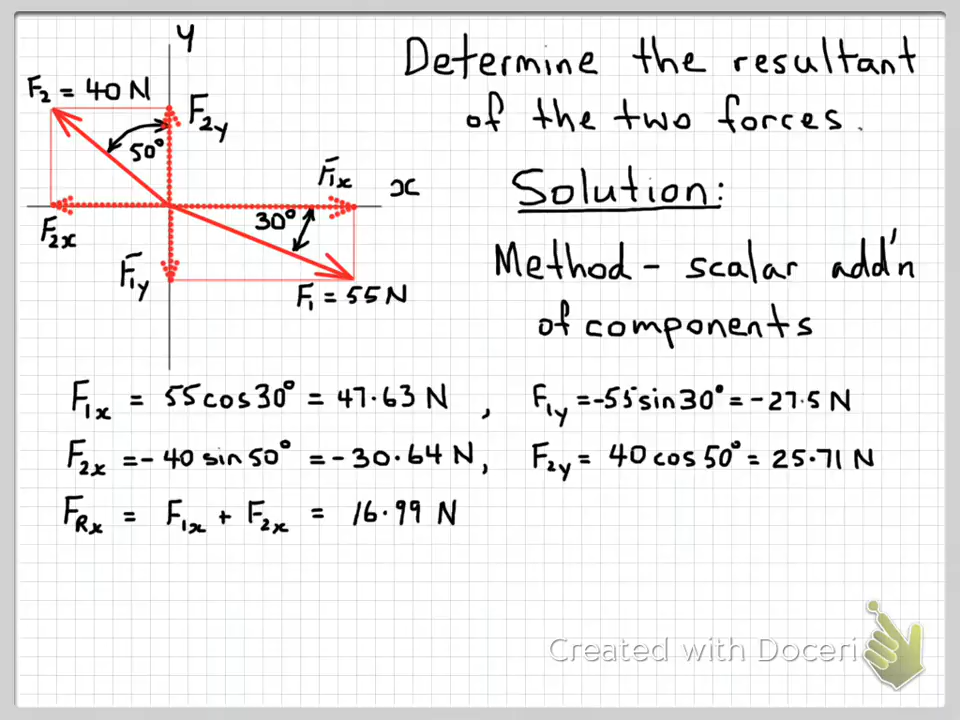 y
F₂ = 40 N
F₂y
50°
F₁x
x
30°
F₂x
F₁y
F₁ = 55 N
Determine the resultant
of the two forces.
Solution:
Method - scalar add'n
of components
F₁x = 55 cos 30° = 47.63 N , F₁y = -55 sin 30° = -27.5 N
F₂x = - 40 sin 50° = - 30.64 N, F₂y = 40 cos 50° = 25.71 N
FRx = F₁x + F₂x = 16.99 N
Created with Doceri